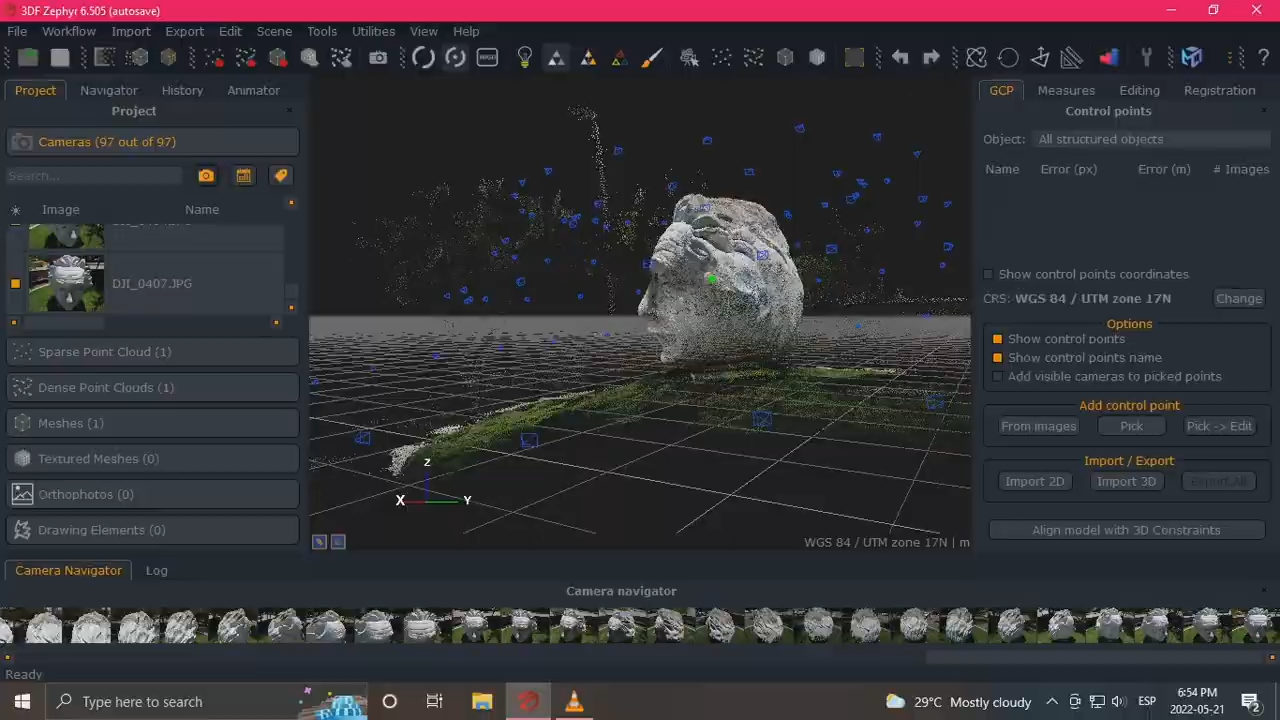 3DF Zephyr 6.505 (autosave)
File Workflow Import Export Edit Scene Tools Utilities View Help
Project Navigator History Animator
Project
Cameras (97 out of 97)
Search...
Image Name
DJI_0407.JPG
Sparse Point Cloud (1)
Dense Point Clouds (1)
Meshes (1)
Textured Meshes (0)
Orthophotos (0)
Drawing Elements (0)
Z
X Y
WGS 84 / UTM zone 17N | m
GCP Measures Editing Registration
Control points
Object: All structured objects
Name Error (px) Error (m) # Images
Show control points coordinates
CRS: WGS 84 / UTM zone 17N Change
Options
Show control points
Show control points name
Add visible cameras to picked points
Add control point
From images Pick Pick -> Edit
Import / Export
Import 2D Import 3D Export All
Align model with 3D Constraints
Camera Navigator Log
Camera navigator
Ready
Type here to search
29°C Mostly cloudy
ESP
6:54 PM
2022-05-21
2